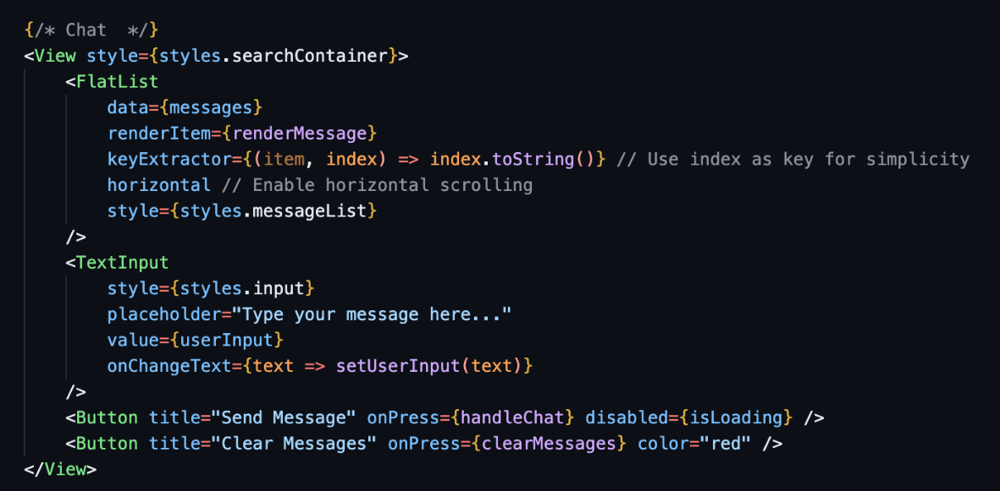 {/* Chat  */}
<View style={styles.searchContainer}>
    <FlatList
        data={messages}
        renderItem={renderMessage}
        keyExtractor={(item, index) => index.toString()} // Use index as key for simplicity
        horizontal // Enable horizontal scrolling
        style={styles.messageList}
    />
    <TextInput
        style={styles.input}
        placeholder="Type your message here..."
        value={userInput}
        onChangeText={text => setUserInput(text)}
    />
    <Button title="Send Message" onPress={handleChat} disabled={isLoading} />
    <Button title="Clear Messages" onPress={clearMessages} color="red" />
</View>